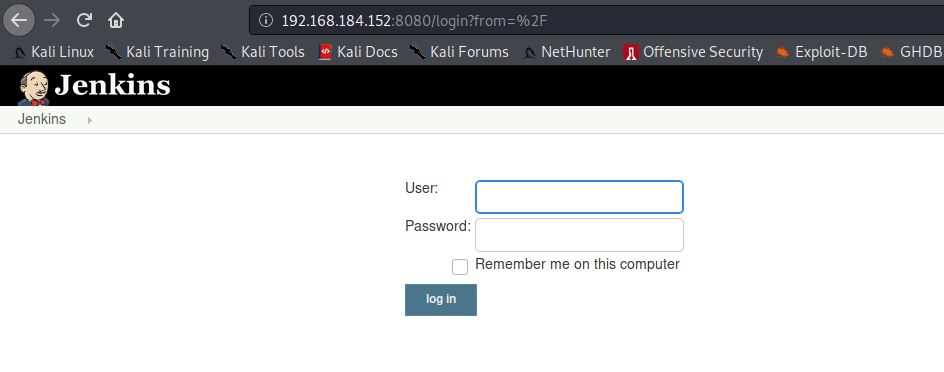 192.168.184.152:8080/login?from=%2F
Kali Linux Kali Training Kali Tools Kali Docs Kali Forums NetHunter Offensive Security Exploit-DB GHDB
Jenkins
Jenkins
User:
Password:
Remember me on this computer
log in